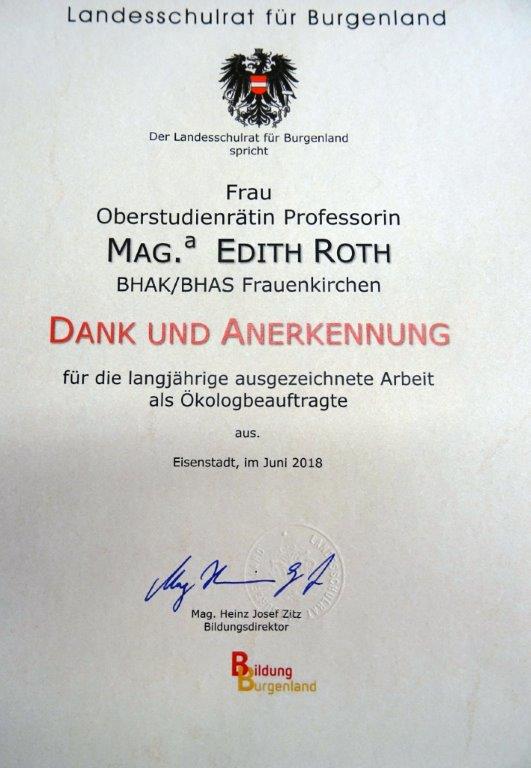 Landesschulrat für Burgenland
Der Landesschulrat für Burgenland
spricht
Frau
Oberstudienrätin Professorin
MAG.ª EDITH ROTH
BHAK/BHAS Frauenkirchen
DANK UND ANERKENNUNG
für die langjährige ausgezeichnete Arbeit
als Ökologbeauftragte
aus.
Eisenstadt, im Juni 2018
Mag. Heinz Josef Zitz
Bildungsdirektor
Bildung
Burgenland